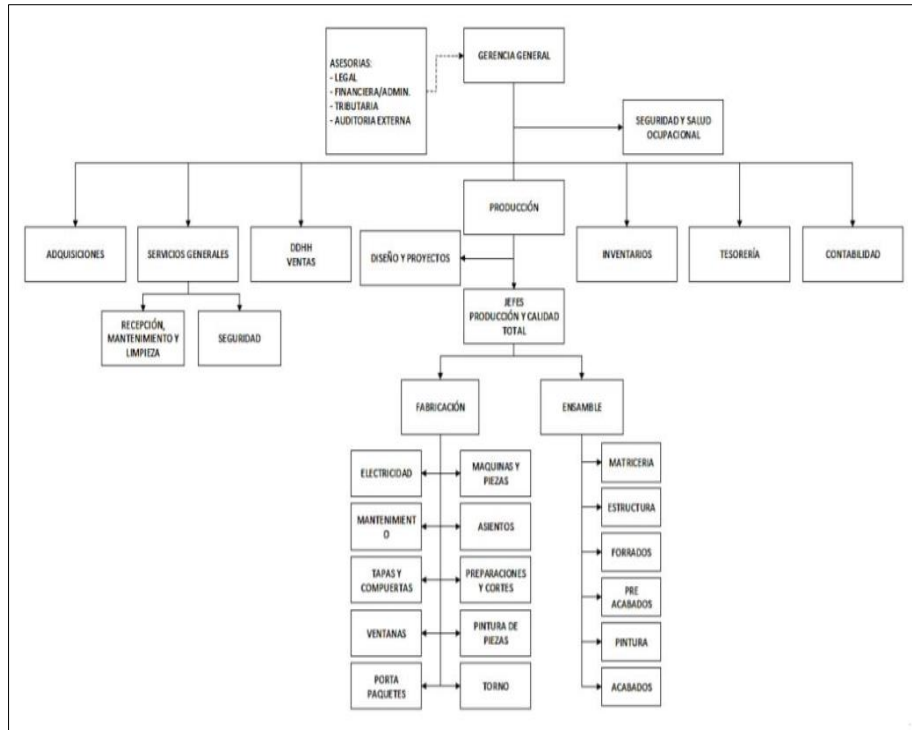 GERENCIA GENERAL
ASESORIAS:
- LEGAL
- FINANCIERA/ADMIN.
- TRIBUTARIA
- AUDITORIA EXTERNA
SEGURIDAD Y SALUD
OCUPACIONAL
PRODUCCIÓN
ADQUISICIONES
SERVICIOS GENERALES
DDHH
VENTAS
DISEÑO Y PROYECTOS
INVENTARIOS
TESORERÍA
CONTABILIDAD
RECEPCIÓN,
MANTENIMIENTO Y
LIMPIEZA
SEGURIDAD
JEFES
PRODUCCIÓN Y CALIDAD
TOTAL
FABRICACIÓN
ENSAMBLE
ELECTRICIDAD
MAQUINAS Y
PIEZAS
MANTENIMIENT
O
ASIENTOS
TAPAS Y
COMPUERTAS
PREPARACIONES
Y CORTES
VENTANAS
PINTURA DE
PIEZAS
PORTA
PAQUETES
TORNO
MATRICERIA
ESTRUCTURA
FORRADOS
PRE
ACABADOS
PINTURA
ACABADOS